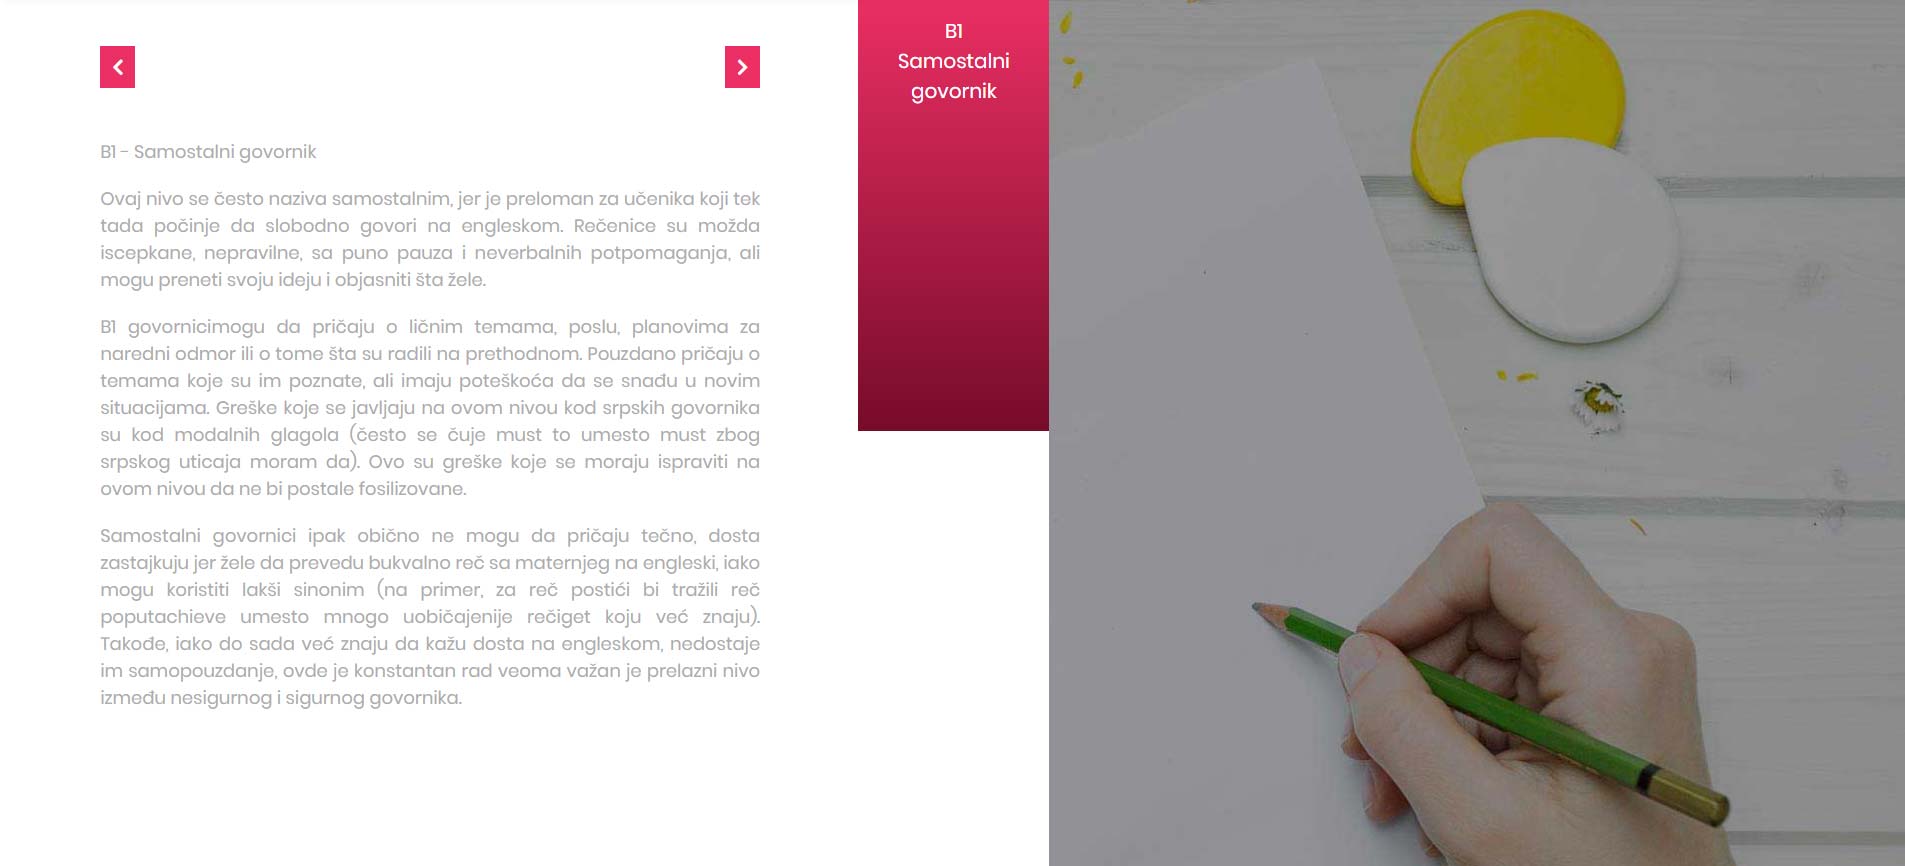 B1 - Samostalni govornik
Ovaj nivo se često naziva samostalnim, jer je preloman za učenika koji tek
tada počinje da slobodno govori na engleskom. Rečenice su možda
iscepkane, nepravilne, sa puno pauza i neverbalnih potpomaganja, ali
mogu preneti svoju ideju i objasniti šta žele.
B1 govornicimogu da pričaju o ličnim temama, poslu, planovima za
naredni odmor ili o tome šta su radili na prethodnom. Pouzdano pričaju o
temama koje su im poznate, ali imaju poteškoća da se snađu u novim
situacijama. Greške koje se javljaju na ovom nivou kod srpskih govornika
su kod modalnih glagola (često se čuje must to umesto must zbog
srpskog uticaja moram da). Ovo su greške koje se moraju ispraviti na
ovom nivou da ne bi postale fosilizovane.
Samostalni govornici ipak obično ne mogu da pričaju tečno, dosta
zastajkuju jer žele da prevedu bukvalno reč sa maternjeg na engleski, iako
mogu koristiti lakši sinonim (na primer, za reč postići bi tražili reč
poputachieve umesto mnogo uobičajenije rečiget koju već znaju).
Takođe, iako do sada već znaju da kažu dosta na engleskom, nedostaje
im samopouzdanje, ovde je konstantan rad veoma važan je prelazni nivo
između nesigurnog i sigurnog govornika.
B1
Samostalni
govornik